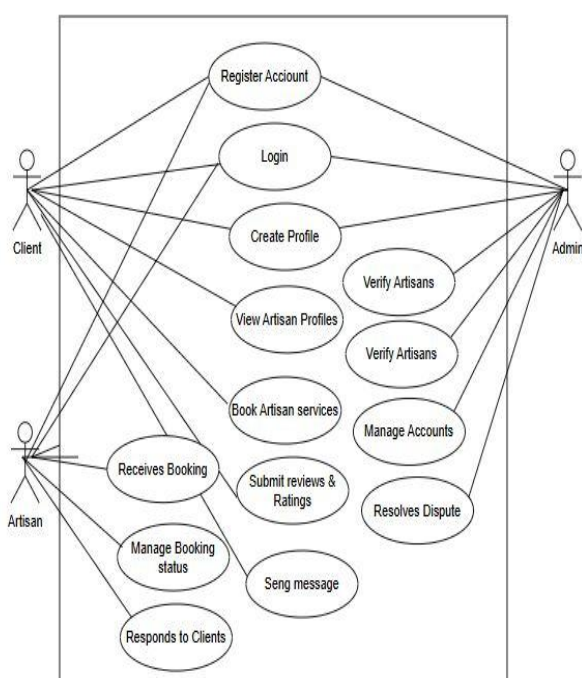 Register Acciount
Login
Client
Admin
Create Profile
Verify Artisans
View Artisan Profiles
Verify Artisans
Book Artisan services
Manage Accounts
Receives Booking
Submit reviews &
Ratings
Resolves Dispute
Artisan
Manage Booking
status
Seng message
Responds to Clients